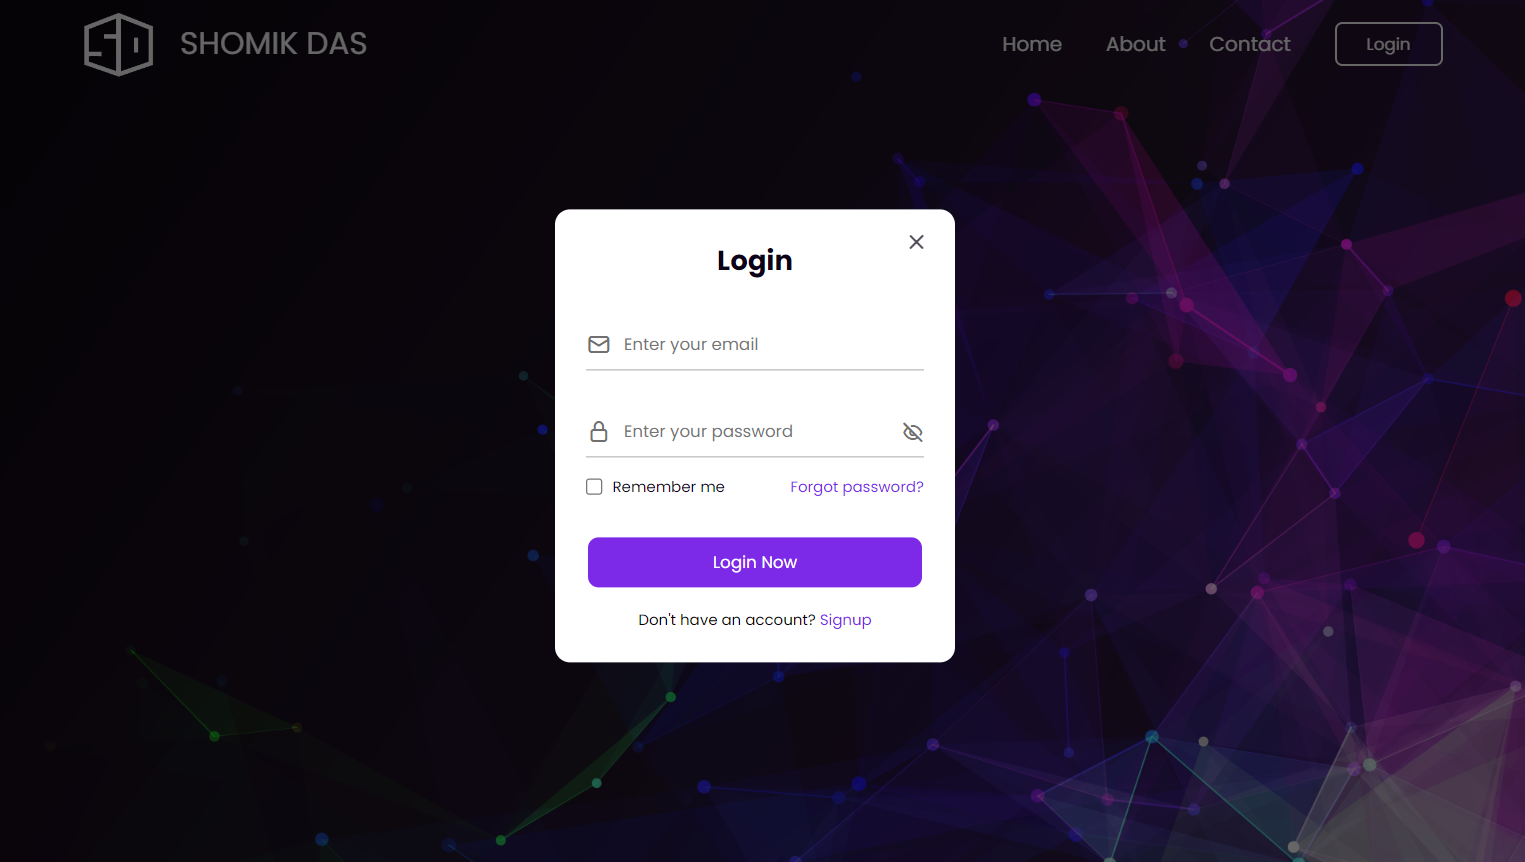 SHOMIK DAS
Home About Contact Login
Login
Enter your email
Enter your password
Remember me Forgot password?
Login Now
Don't have an account? Signup